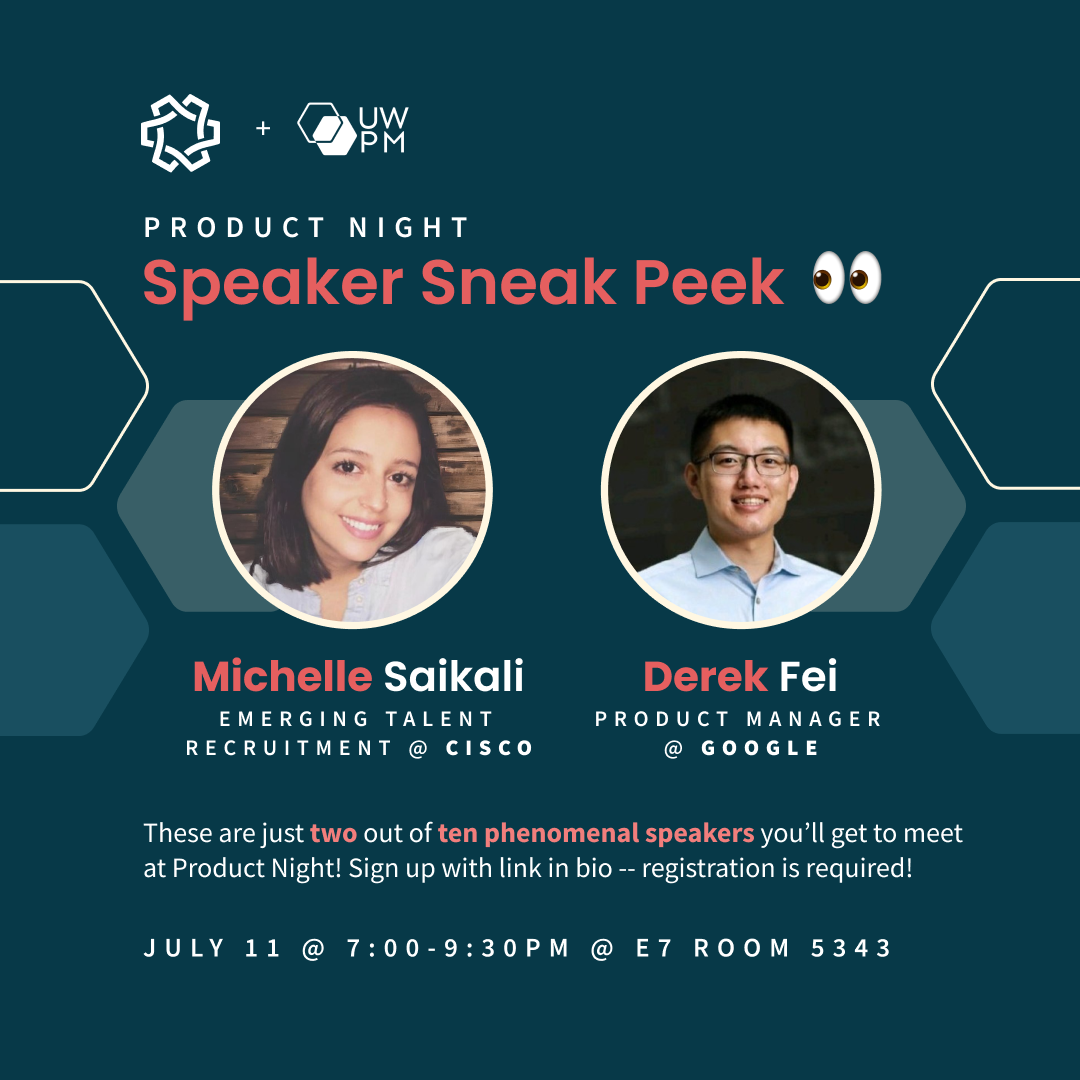 + UW
PM
PRODUCT NIGHT
Speaker Sneak Peek 👀
Michelle Saikali
EMERGING TALENT
RECRUITMENT @ CISCO
Derek Fei
PRODUCT MANAGER
@ GOOGLE
These are just two out of ten phenomenal speakers you’ll get to meet
at Product Night! Sign up with link in bio -- registration is required!
JULY 11 @ 7:00-9:30PM @ E7 ROOM 5343